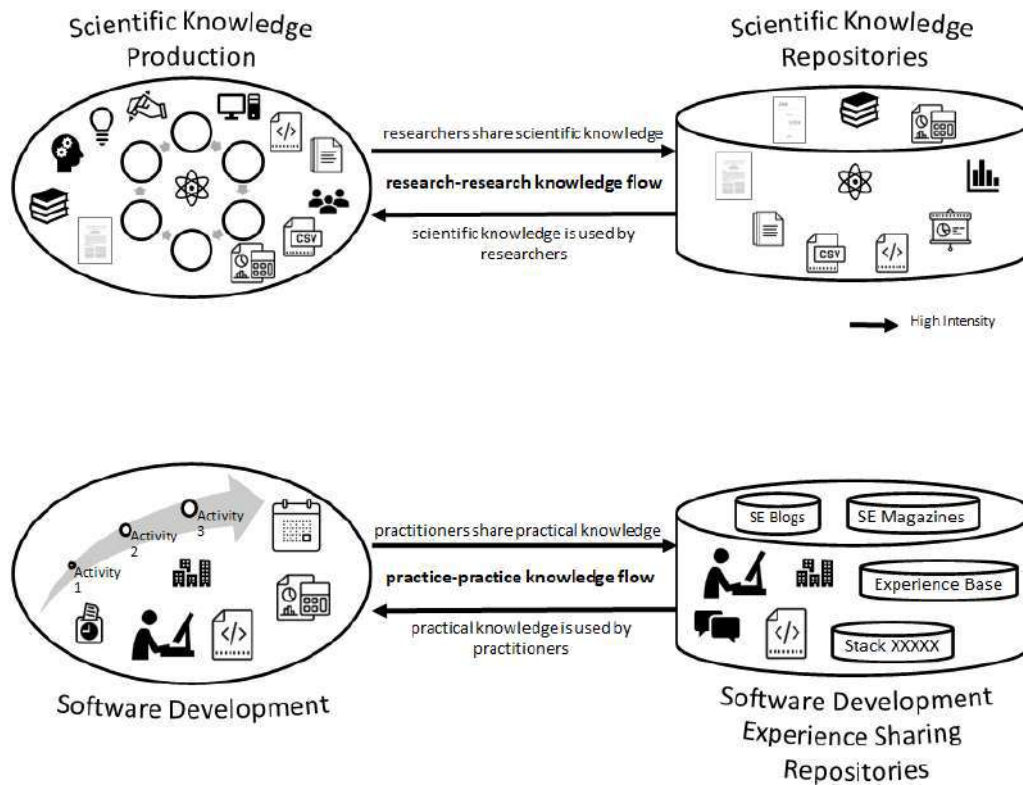 Scientific Knowledge
Production
Scientific Knowledge
Repositories
</>
CSV
researchers share scientific knowledge
research-research knowledge flow
scientific knowledge is used by
researchers
CSV
</>
High Intensity
Activity
1
Activity
2
Activity
3
</>
Software Development
practitioners share practical knowledge
practice-practice knowledge flow
practical knowledge is used by
practitioners
SE Blogs
SE Magazines
Experience Base
</>
Stack XXXXX
Software Development
Experience Sharing
Repositories